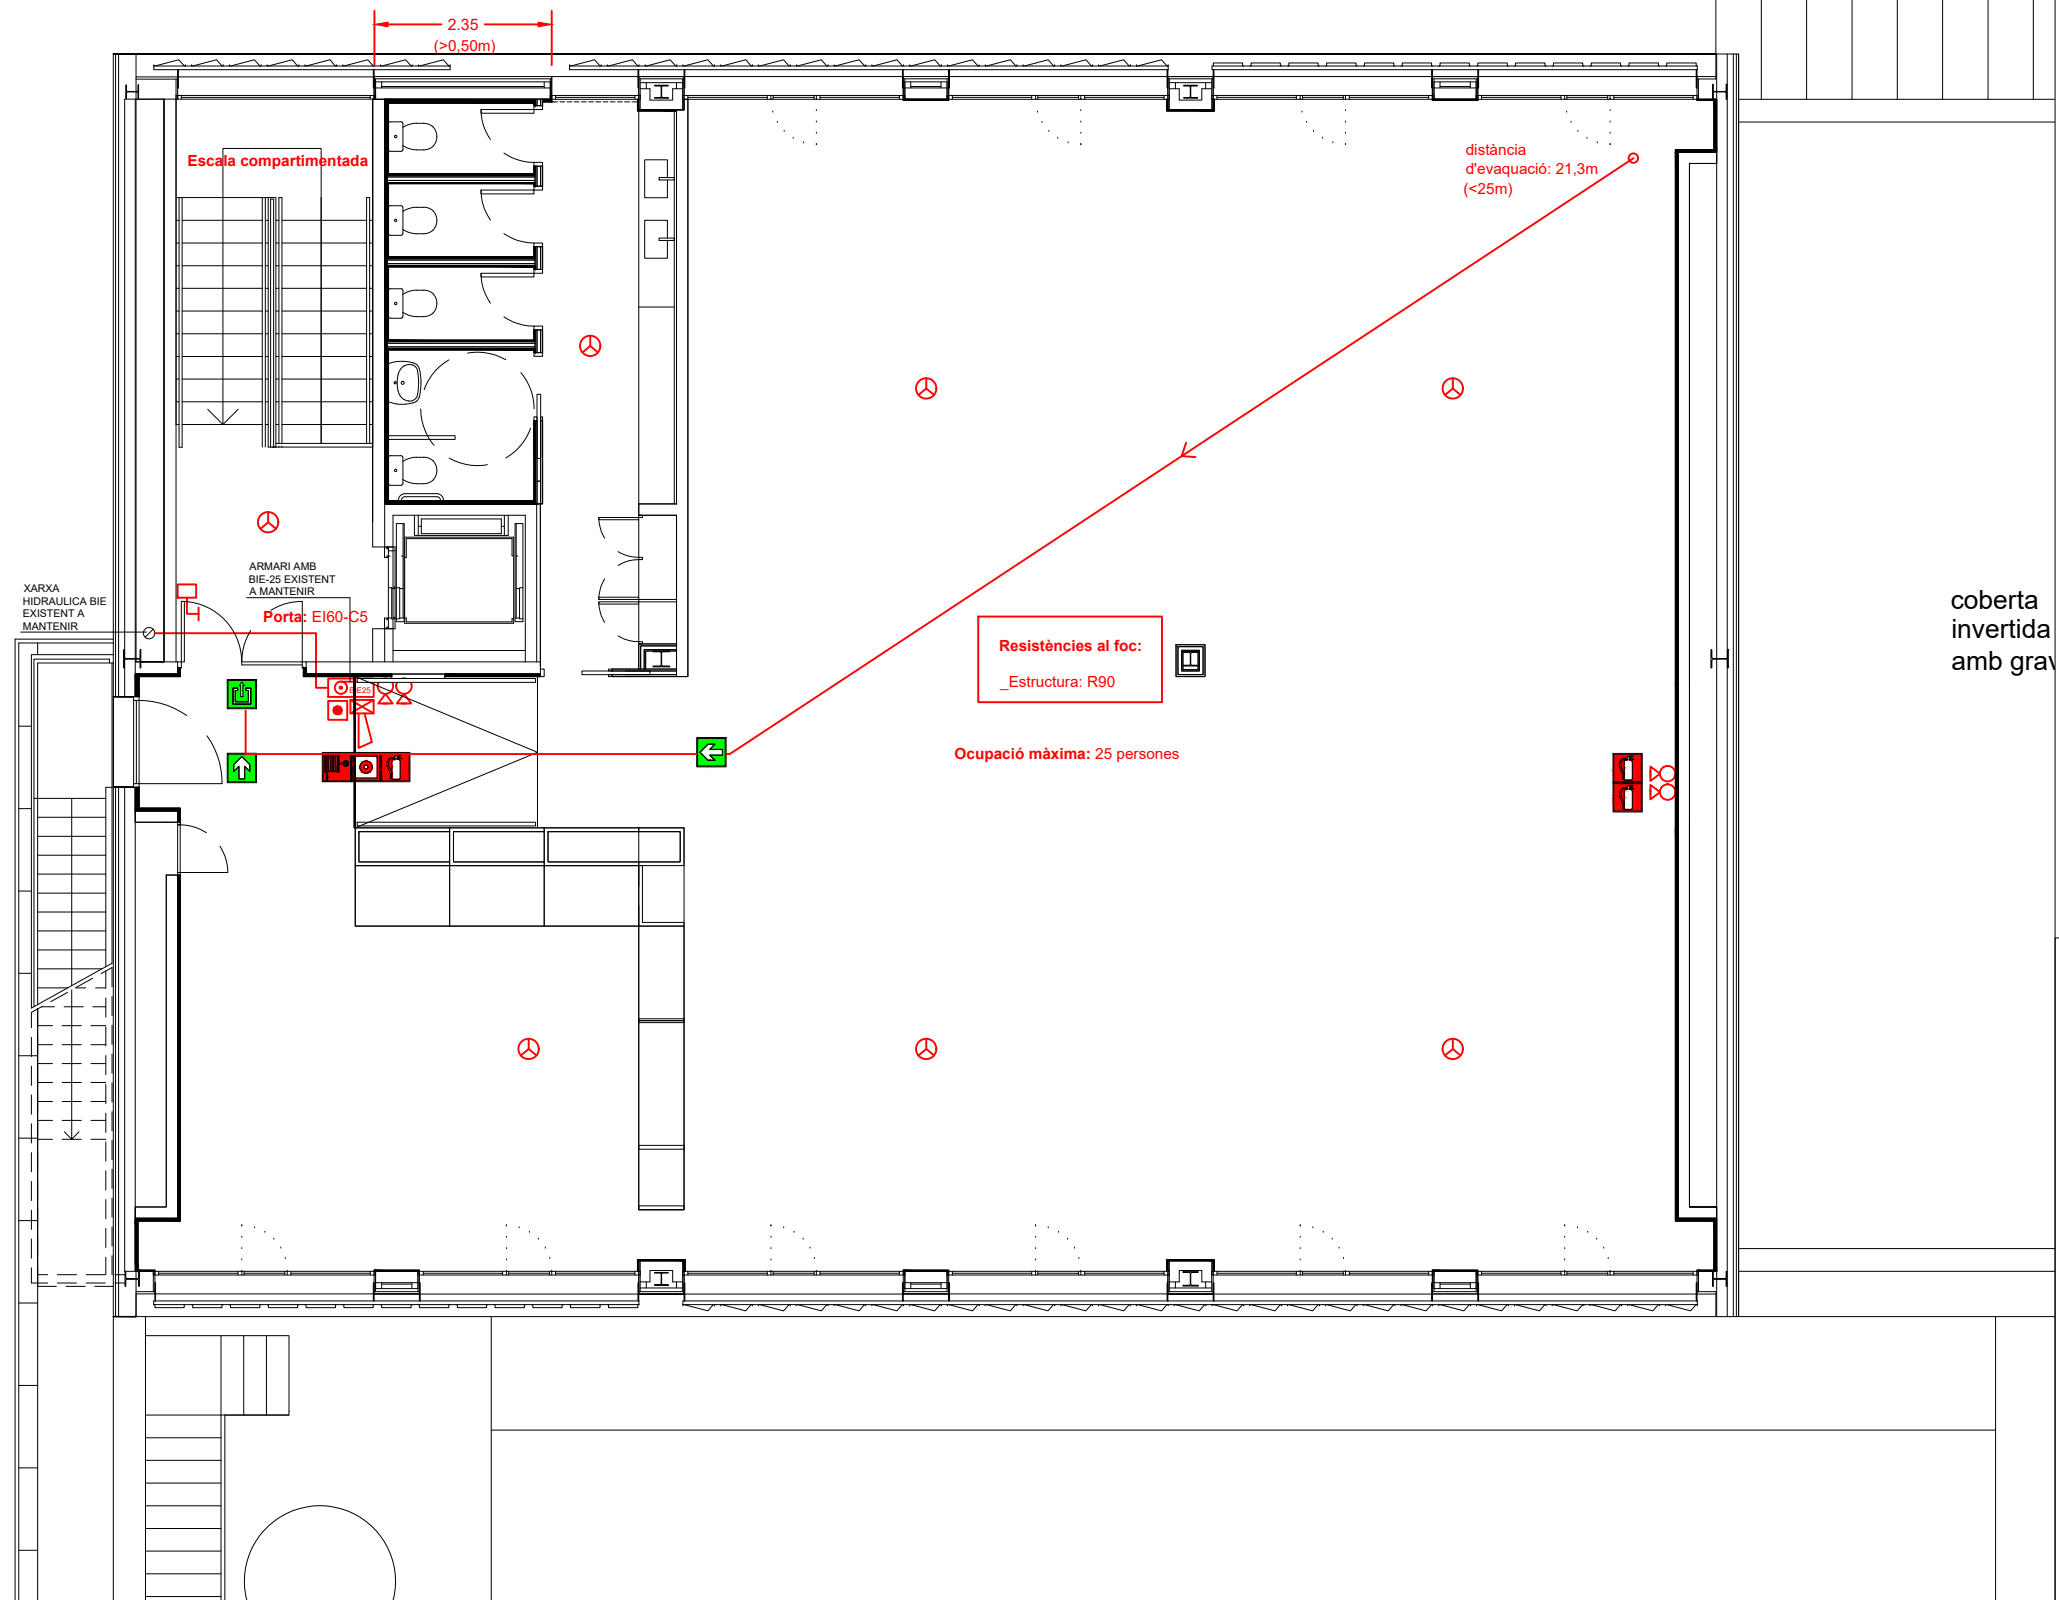 2.35
(>0,50m)
Escala compartimentada
distància
d'evaquació: 21,3m
(<25m)
ARMARI AMB
BIE-25 EXISTENT
A MANTENIR
XARXA
HIDRAULICA BIE
EXISTENT A
MANTENIR
Porta: EI60-C5
coberta
invertida
amb grav
Resistències al foc:
_Estructura: R90
BIE25
Ocupació màxima: 25 persones